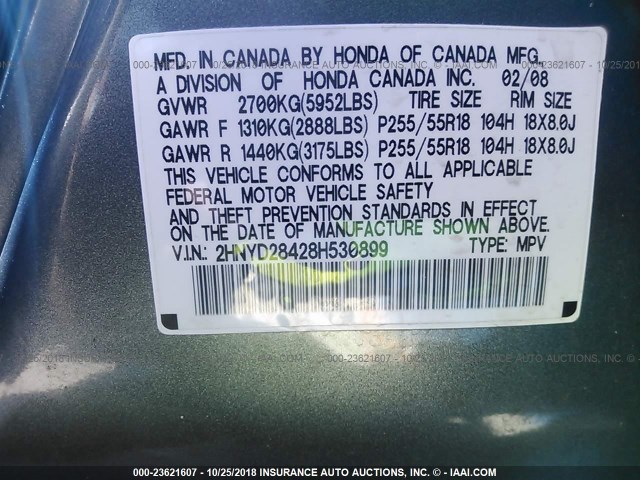 MFD. IN CANADA BY HONDA OF CANADA MFG.
A DIVISION OF HONDA CANADA INC. 02/08
GVWR 2700KG(5952LBS) TIRE SIZE RIM SIZE
GAWR F 1310KG(2888LBS) P255/55R18 104H 18X8.0J
GAWR R 1440KG(3175LBS) P255/55R18 104H 18X8.0J
THIS VEHICLE CONFORMS TO ALL APPLICABLE
FEDERAL MOTOR VEHICLE SAFETY
AND THEFT PREVENTION STANDARDS IN EFFECT
ON THE DATE OF MANUFACTURE SHOWN ABOVE.
V.I.N.: 2HNYD28428H530899 TYPE: MPV
000-23621607 - 10/25/2018 INSURANCE AUTO AUCTIONS, INC. - © IAAI.COM